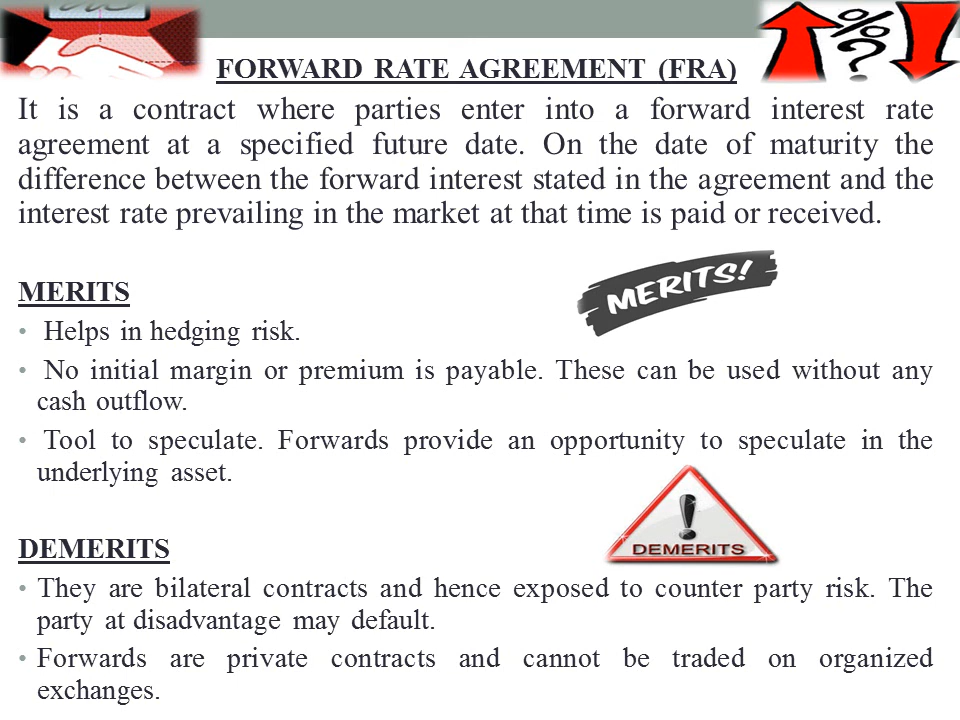 %?
FORWARD RATE AGREEMENT (FRA)
It is a contract where parties enter into a forward interest rate
agreement at a specified future date. On the date of maturity the
difference between the forward interest stated in the agreement and the
interest rate prevailing in the market at that time is paid or received.
MERITS
MERITS!
• Helps in hedging risk.
• No initial margin or premium is payable. These can be used without any
cash outflow.
• Tool to speculate. Forwards provide an opportunity to speculate in the
underlying asset.
!
DEMERITS
DEMERITS
• They are bilateral contracts and hence exposed to counter party risk. The
party at disadvantage may default.
• Forwards are private contracts and cannot be traded on organized
exchanges.